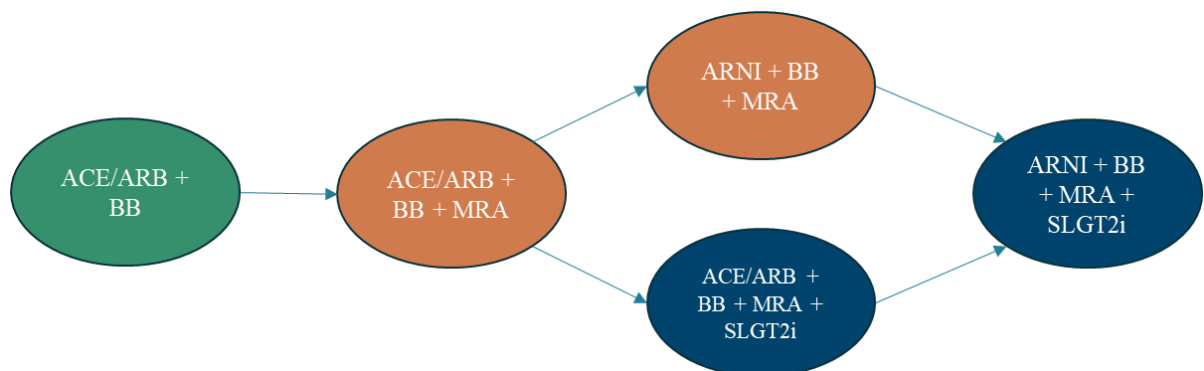 ACE/ARB +
BB
ACE/ARB +
BB + MRA
ARNI + BB
+ MRA
ACE/ARB +
BB + MRA +
SLGT2i
ARNI + BB
+ MRA +
SLGT2i